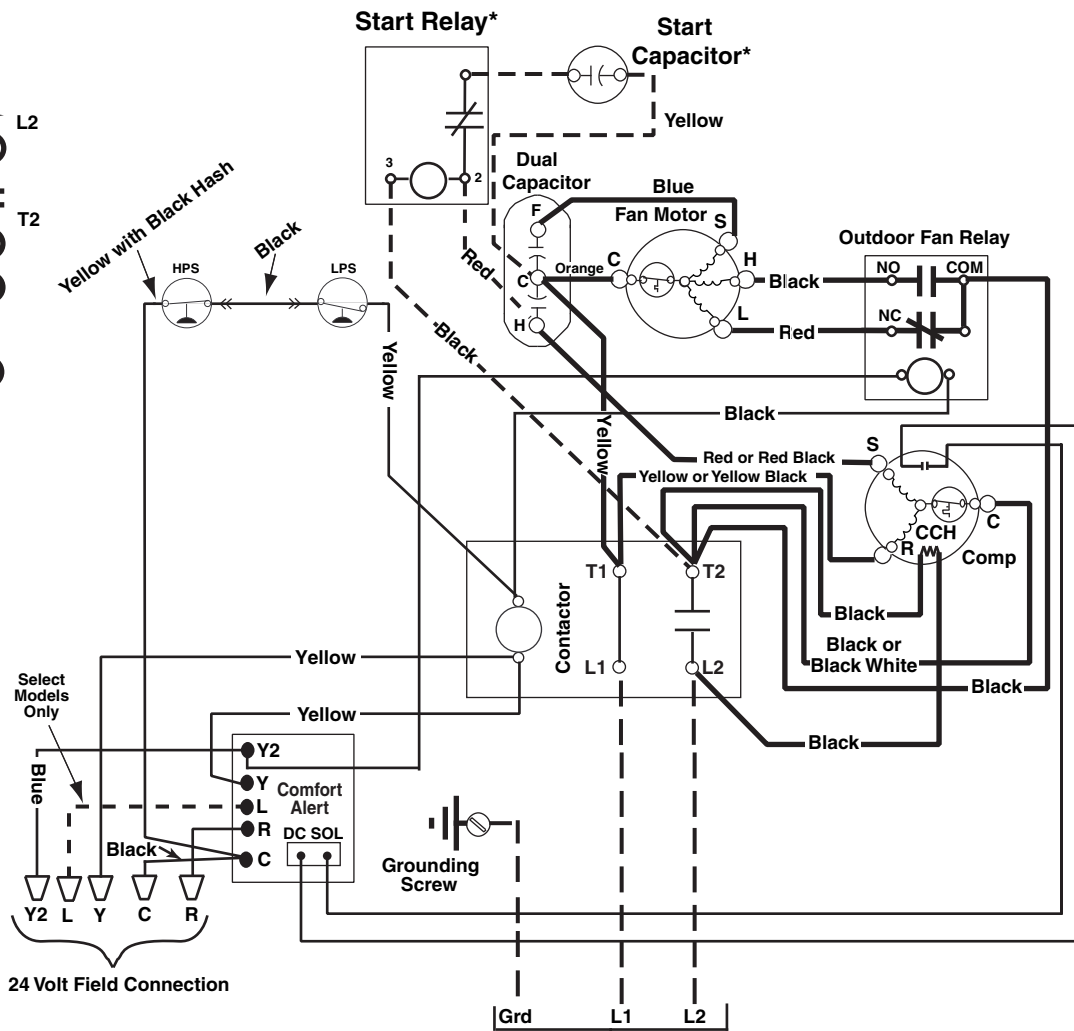 Start Relay*
Start
Capacitor*
L2
Yellow
3
2
Dual
Capacitor
Blue
Yellow with Black Hash
F
Fan Motor
S
T2
Black
Outdoor Fan Relay
HPS
LPS
Red
C
Orange
C
H
Black
NO
COM
H
L
Red
NC
Black
Yellow
Black
Yellow
S
Red or Red Black
Yellow or Yellow Black
C
R
CCH
Comp
T1
T2
Contactor
Black
Black or
Black White
Yellow
L1
L2
Black
Select
Models
Only
Yellow
Black
Y2
Blue
Y
Comfort
Alert
L
R
DC SOL
Black
C
Grounding
Screw
Y2
L
Y
C
R
24 Volt Field Connection
Grd
L1
L2